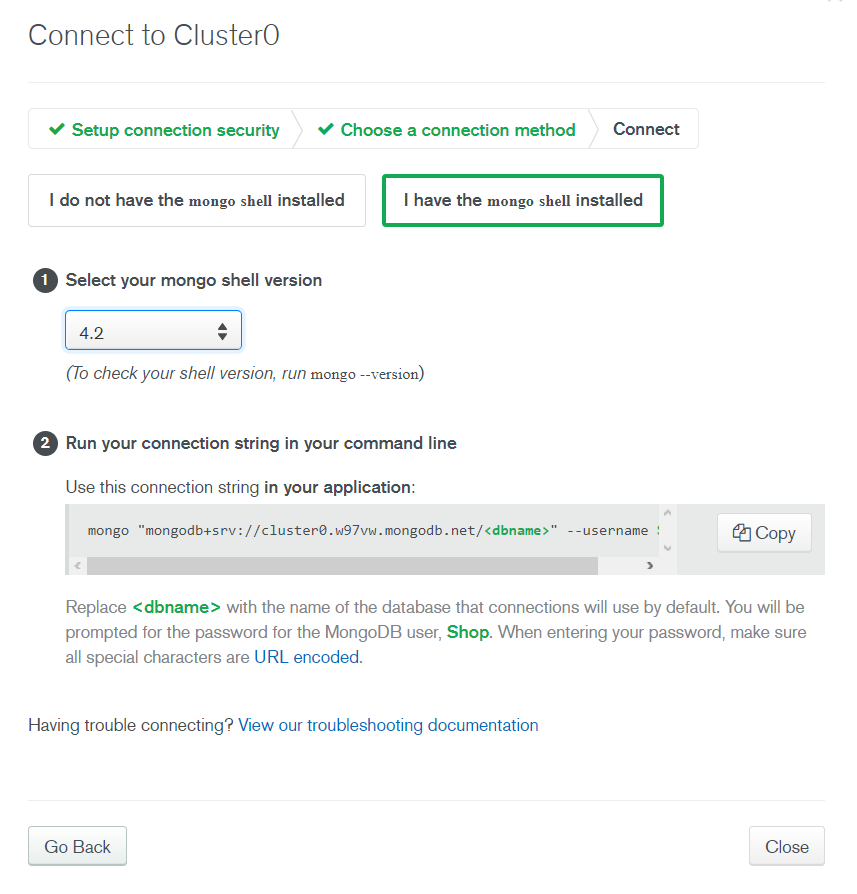 Connect to Cluster0
Setup connection security
Choose a connection method
Connect
I do not have the mongo shell installed
I have the mongo shell installed
1 Select your mongo shell version
4.2
(To check your shell version, run mongo --version)
2 Run your connection string in your command line
Use this connection string in your application:
mongo "mongodb+srv://cluster0.w97vw.mongodb.net/<dbname>" --username
Copy
Replace <dbname> with the name of the database that connections will use by default. You will be
prompted for the password for the MongoDB user, Shop. When entering your password, make sure
all special characters are URL encoded.
Having trouble connecting? View our troubleshooting documentation
Go Back
Close